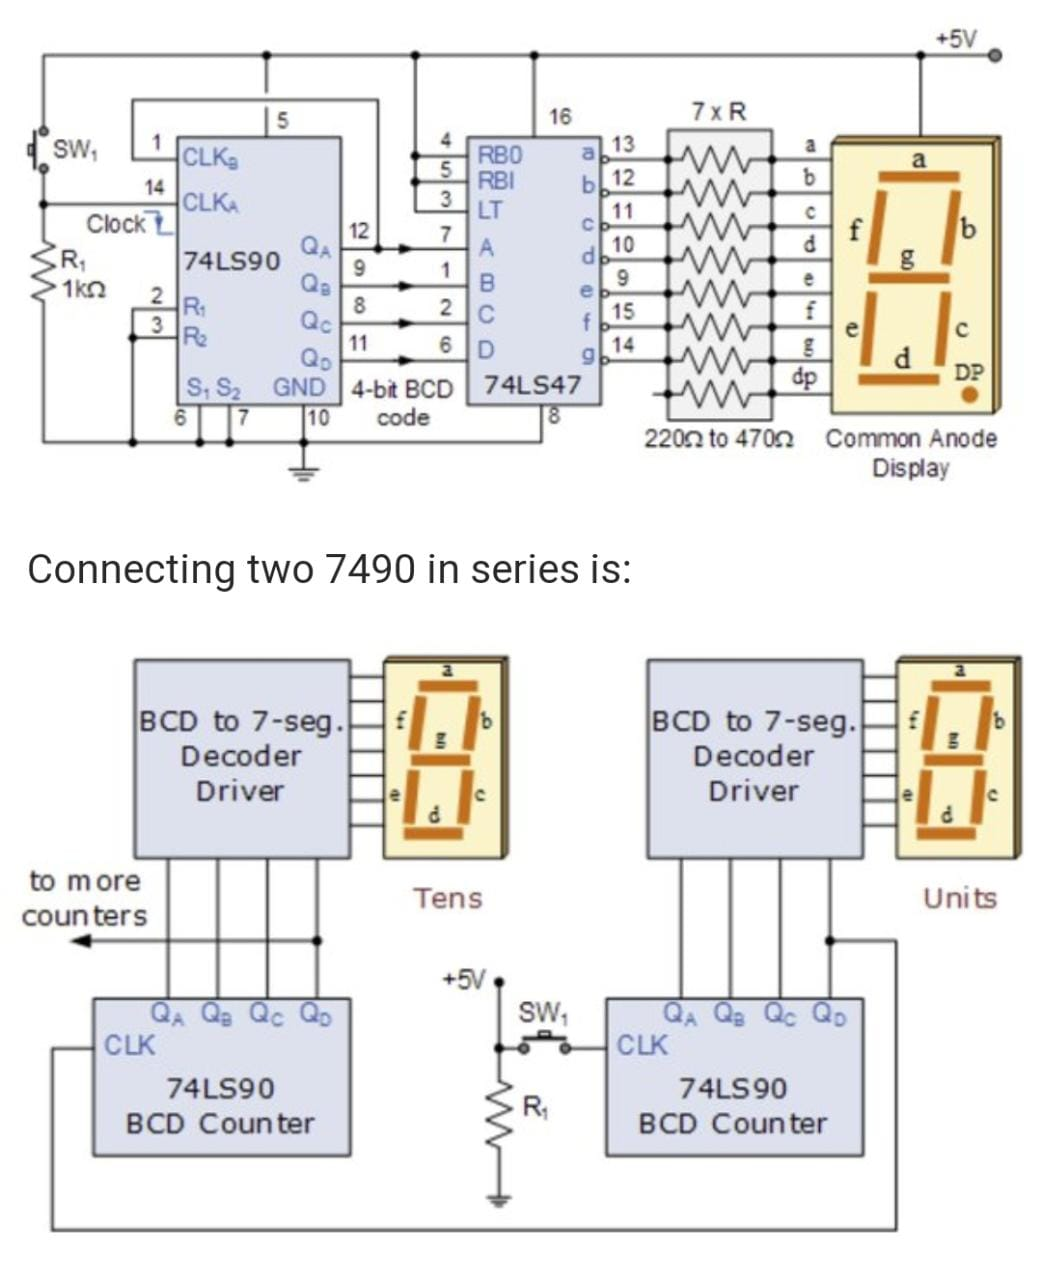 +5V
7 x R
5
16
SW₁
1
CLKB
14
CLKA
Clock
74LS90
R₁
1kΩ
2
R₁
3
R₂
QA
12
QB
9
QC
8
QD
11
S₁ S₂
GND
6
7
10
4-bit BCD
code
4
RBO
5
RBI
3
LT
7
A
1
B
2
C
6
D
74LS47
8
a
13
b
12
c
11
d
10
e
9
f
15
g
14
220Ω to 470Ω
a
b
c
d
e
f
g
dp
a
f
b
g
e
c
d
DP
Common Anode
Display
Connecting two 7490 in series is:
BCD to 7-seg.
Decoder
Driver
a
f
b
g
e
c
d
Tens
BCD to 7-seg.
Decoder
Driver
a
f
b
g
e
c
d
Units
to more
counters
QA QB QC QD
CLK
74LS90
BCD Counter
+5V
SW₁
R₁
QA QB QC QD
CLK
74LS90
BCD Counter